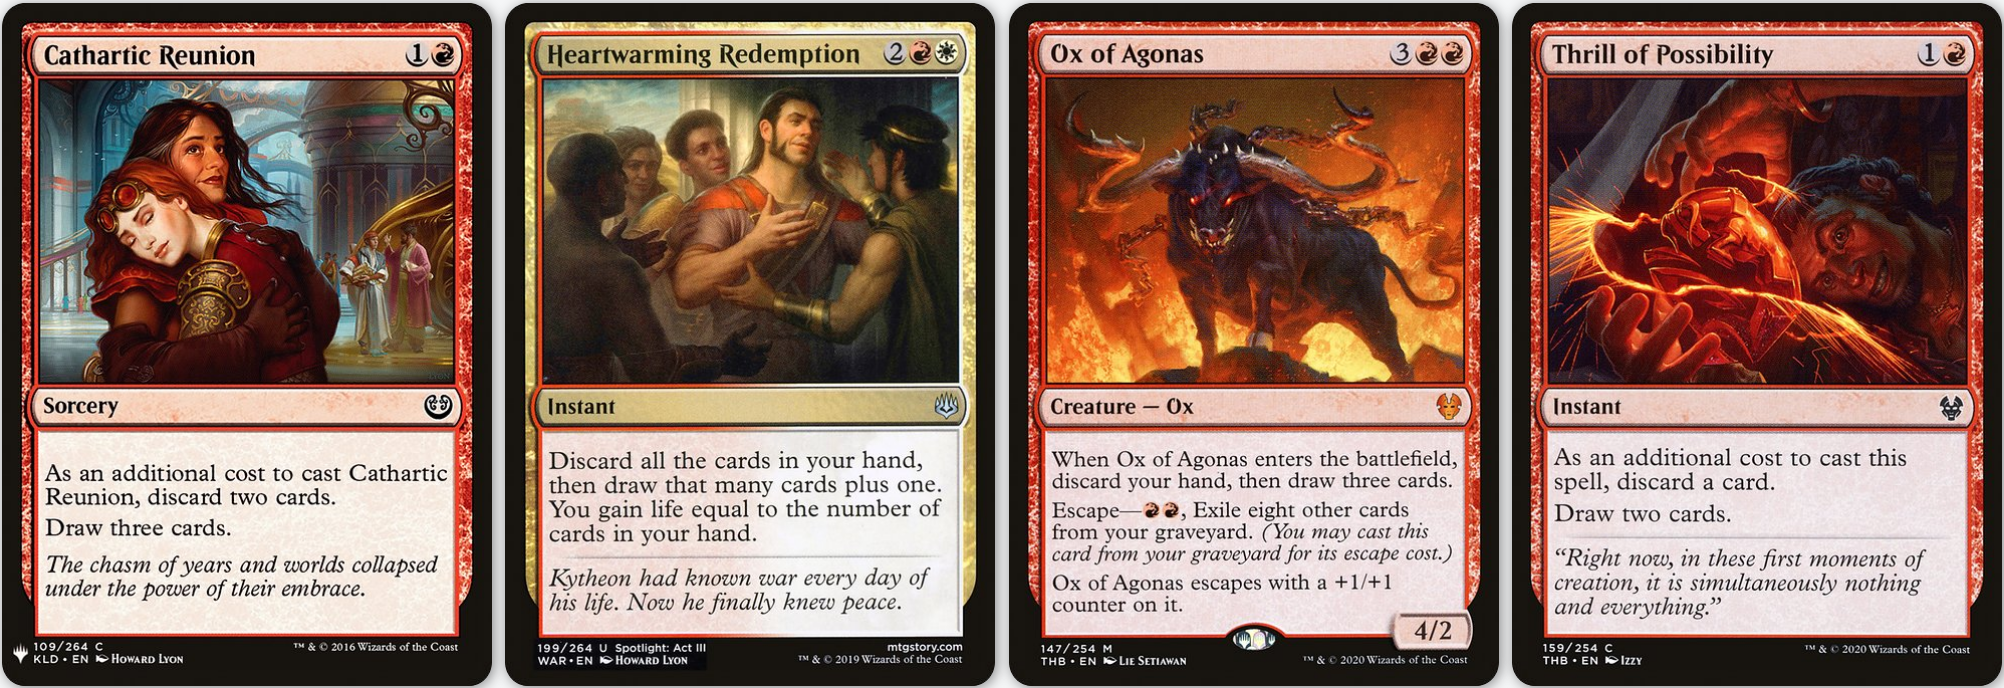 Cathartic Reunion 1
Sorcery
As an additional cost to cast Cathartic
Reunion, discard two cards.
Draw three cards.
The chasm of years and worlds collapsed
under the power of their embrace.
109/264 C
KLD • EN Howard Lyon
™ & © 2016 Wizards of the Coast
Heartwarming Redemption 2
Instant
Discard all the cards in your hand,
then draw that many cards plus one.
You gain life equal to the number of
cards in your hand.
Kytheon had known war every day of
his life. Now he finally knew peace.
199/264 U Spotlight: Act III
WAR • EN Howard Lyon
mtgstory.com
™ & © 2019 Wizards of the Coast
Ox of Agonas 3
Creature — Ox
When Ox of Agonas enters the battlefield,
discard your hand, then draw three cards.
Escape—, Exile eight other cards
from your graveyard. (You may cast this
card from your graveyard for its escape cost.)
Ox of Agonas escapes with a +1/+1
counter on it.
4/2
147/254 M
THB • EN Lie Setiawan
™ & © 2020 Wizards of the Coast
Thrill of Possibility 1
Instant
As an additional cost to cast this
spell, discard a card.
Draw two cards.
“Right now, in these first moments of
creation, it is simultaneously nothing
and everything.”
159/254 C
THB • EN Izzy
™ & © 2020 Wizards of the Coast